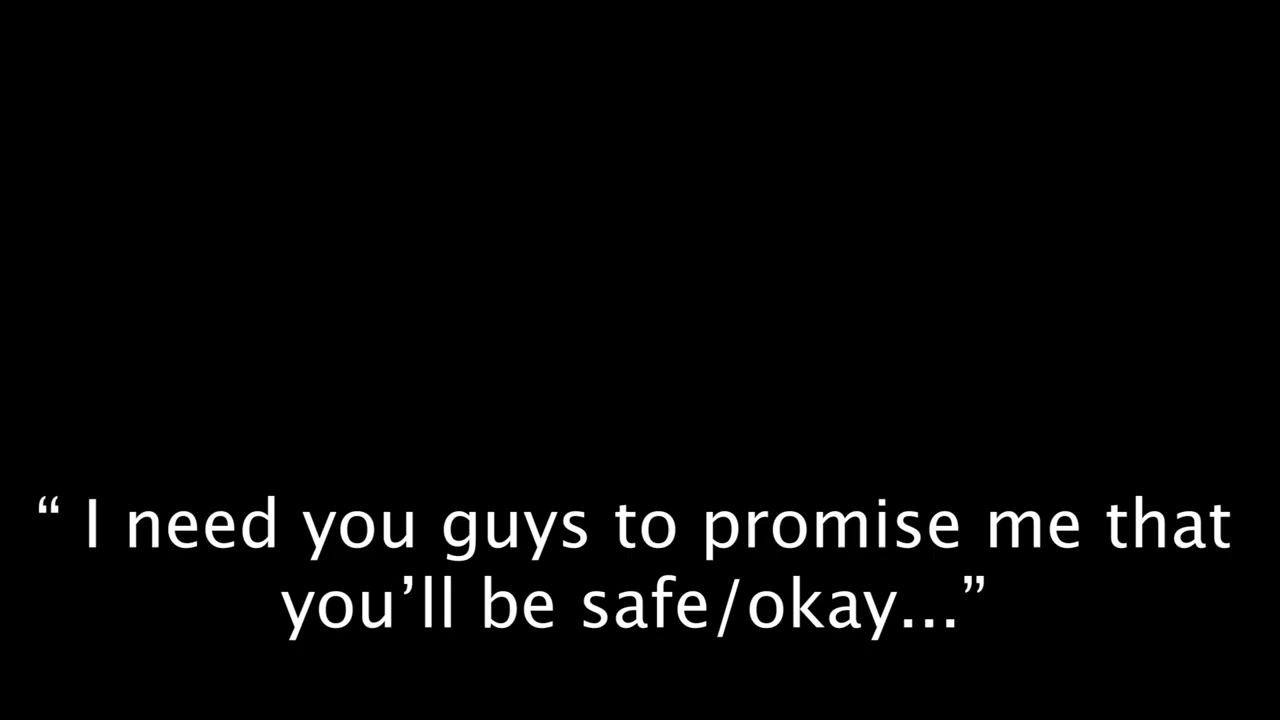 “ I need you guys to promise me that
you’ll be safe/okay...”